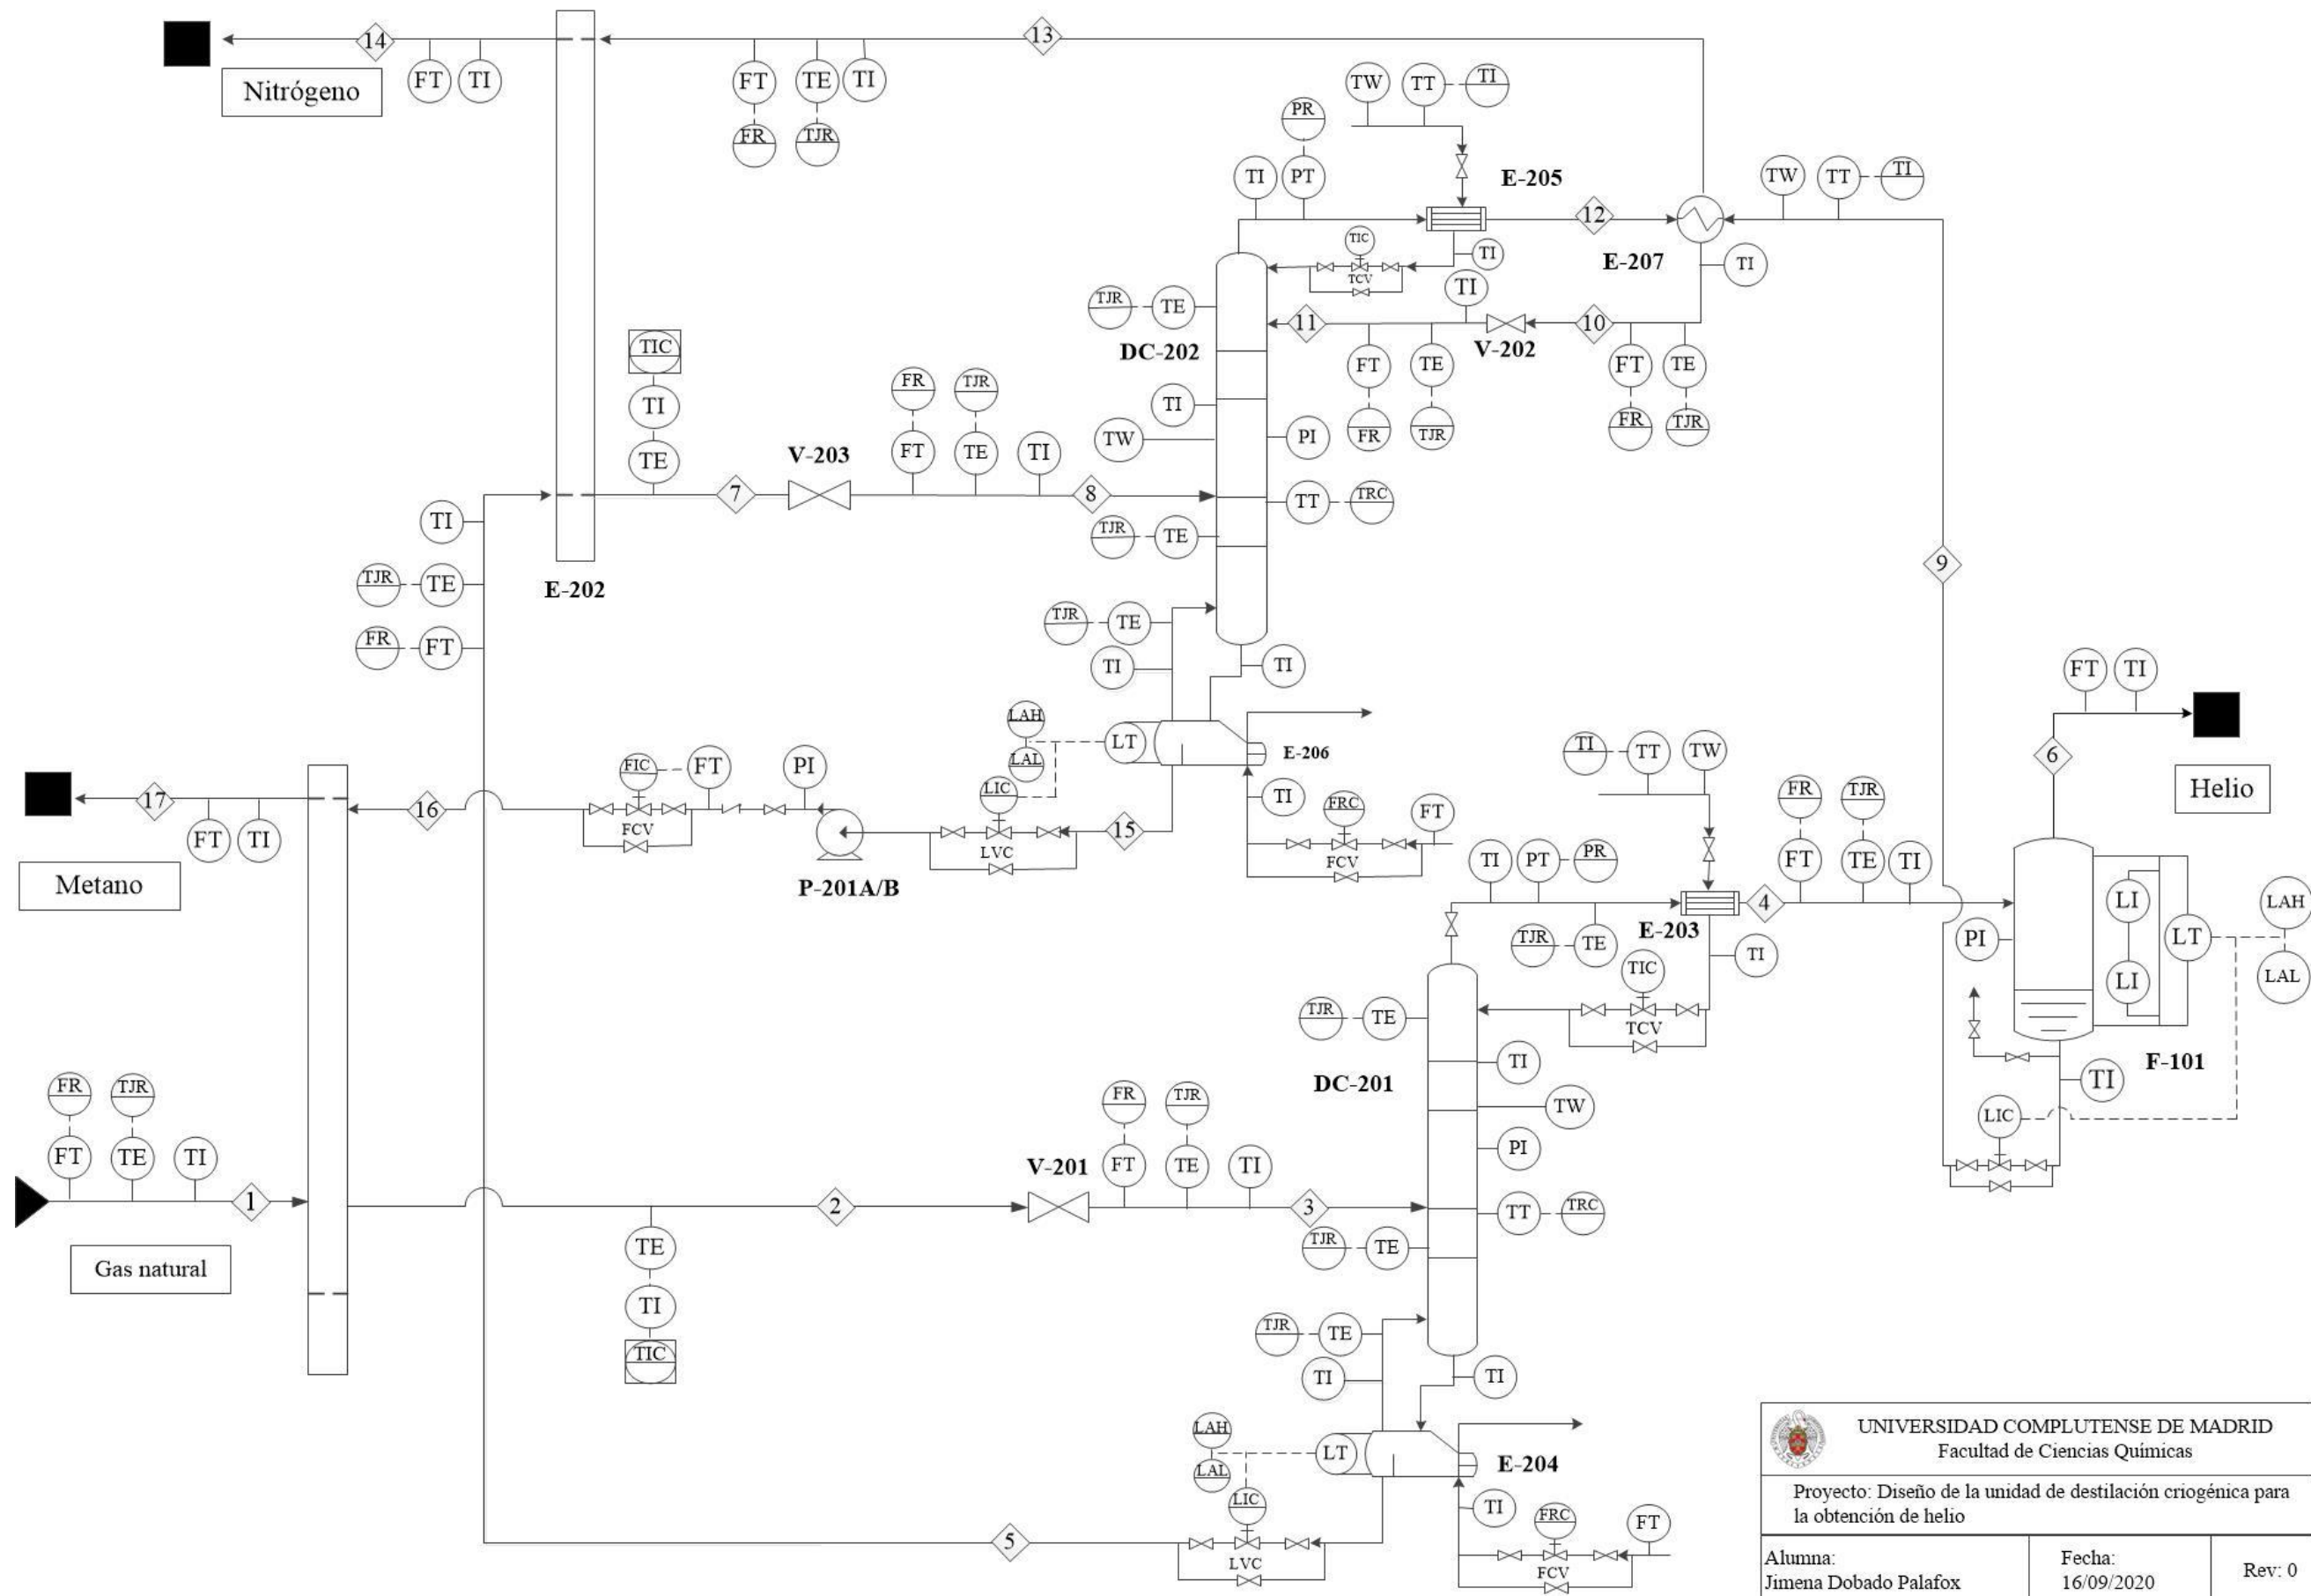 14
13
FT
TI
FT
TE
TI
Nitrógeno
FR
TJR
TW
TT
TI
PR
TI
PT
E-205
TW
TT
TI
12
TIC
TCV
TI
E-207
TI
TI
TJR
TE
11
10
DC-202
V-202
FT
TE
FR
TJR
FT
TE
FR
TJR
TIC
TI
TE
V-203
FR
TJR
FT
TE
TI
7
8
TI
TW
PI
TT
TRC
TJR
TE
TI
TJR
TE
FR
FT
E-202
9
TJR
TE
TI
TI
FT
TI
6
Helio
LAH
LAL
LT
E-206
LIC
LVC
15
TI
FRC
FT
FCV
17
FT
TI
Metano
16
FIC
FT
PI
FCV
P-201A/B
TI
TT
TW
TI
PT
PR
TJR
TE
E-203
4
FR
TJR
FT
TE
TI
TI
TIC
TCV
PI
LI
LI
LT
LAH
LAL
F-101
TI
LIC
TJR
TE
DC-201
TI
TW
PI
TT
TRC
TJR
TE
FR
TJR
FT
TE
TI
1
Gas natural
2
V-201
FR
TJR
FT
TE
TI
3
TE
TI
TIC
TJR
TE
TI
TI
LAH
LAL
LT
E-204
LIC
LVC
5
TI
FRC
FT
FCV
UNIVERSIDAD COMPLUTENSE DE MADRID
Facultad de Ciencias Químicas
Proyecto: Diseño de la unidad de destilación criogénica para
la obtención de helio
Alumna:
Jimena Dobado Palafox
Fecha:
16/09/2020
Rev: 0